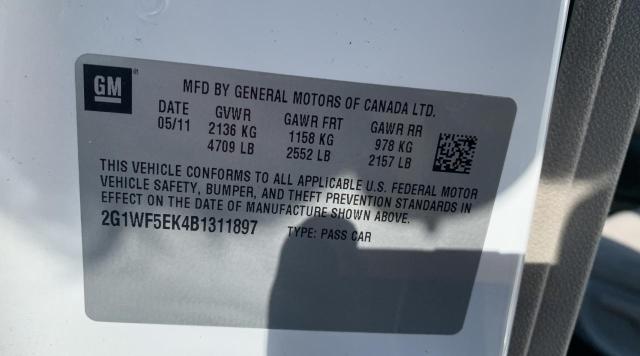 GM
MFD BY GENERAL MOTORS OF CANADA LTD.
DATE GVWR GAWR FRT GAWR RR
05/11 2136 KG 1158 KG 978 KG
4709 LB 2552 LB 2157 LB
THIS VEHICLE CONFORMS TO ALL APPLICABLE U.S. FEDERAL MOTOR
VEHICLE SAFETY, BUMPER, AND THEFT PREVENTION STANDARDS IN
EFFECT ON THE DATE OF MANUFACTURE SHOWN ABOVE.
2G1WF5EK4B1311897 TYPE: PASS CAR